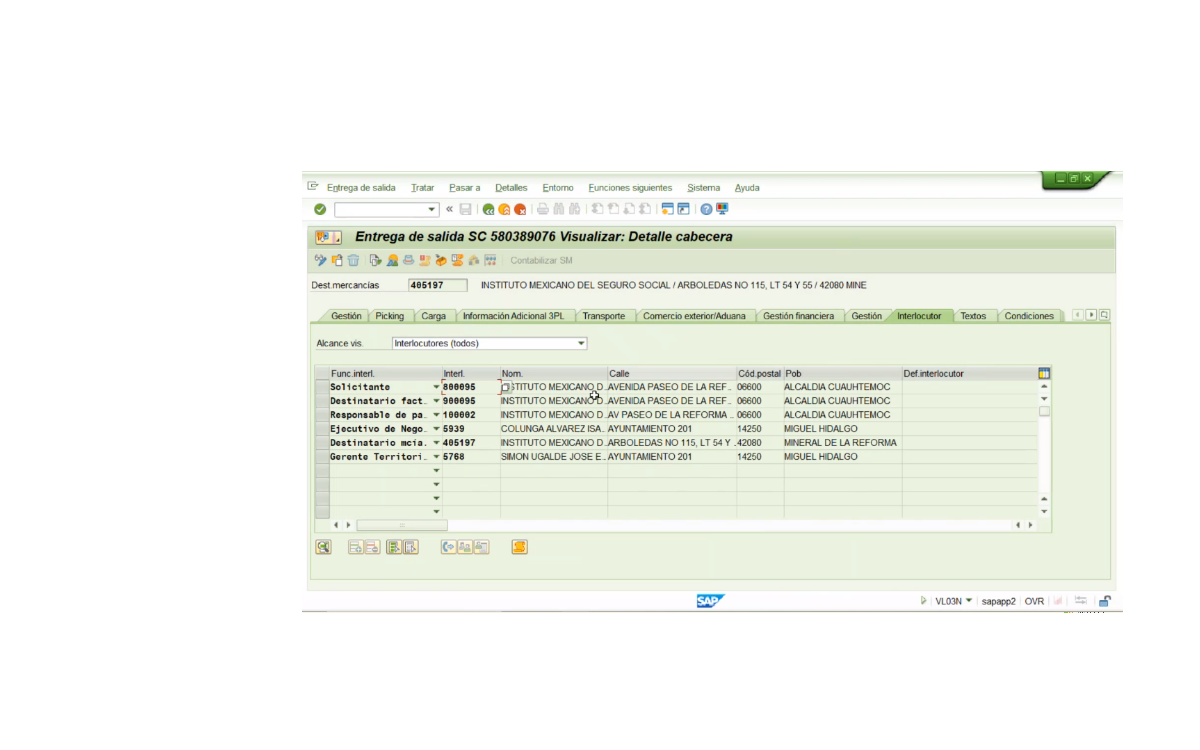 Entrega de salida Tratar Pasar a Detalles Entorno Funciones siguientes Sistema Ayuda
Entrega de salida SC 580389076 Visualizar: Detalle cabecera
Contabilizar SM
Dest.mercancías 405197 INSTITUTO MEXICANO DEL SEGURO SOCIAL / ARBOLEDAS NO 115, LT 54 Y 55 / 42080 MINE
Gestión Picking Carga Información Adicional 3PL Transporte Comercio exterior/Aduana Gestión financiera Gestión Interlocutor Textos Condiciones
Alcance vis. Interlocutores (todos)
Func.interl. Interl. Nom. Calle Cód.postal Pob Def.interlocutor
Solicitante 800095 STITUTO MEXICANO D.. AVENIDA PASEO DE LA REF.. 06600 ALCALDIA CUAUHTEMOC
Destinatario fact.. 900095 INSTITUTO MEXICANO D.. AVENIDA PASEO DE LA REF.. 06600 ALCALDIA CUAUHTEMOC
Responsable de pa.. 100002 INSTITUTO MEXICANO D.. AV PASEO DE LA REFORMA .. 06600 ALCALDIA CUAUHTEMOC
Ejecutivo de Nego.. 5939 COLUNGA ALVAREZ ISA.. AYUNTAMIENTO 201 14250 MIGUEL HIDALGO
Destinatario mcía. 405197 INSTITUTO MEXICANO D.. ARBOLEDAS NO 115, LT 54 Y .. 42080 MINERAL DE LA REFORMA
Gerente Territori.. 5768 SIMON UGALDE JOSE E.. AYUNTAMIENTO 201 14250 MIGUEL HIDALGO
SAP VL03N sapapp2 OVR